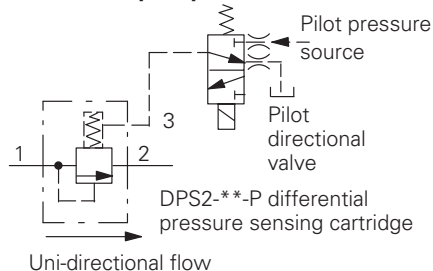 Pilot pressure
source
3
Pilot
directional
valve
1
2
DPS2-**-P differential
pressure sensing cartridge
Uni-directional flow